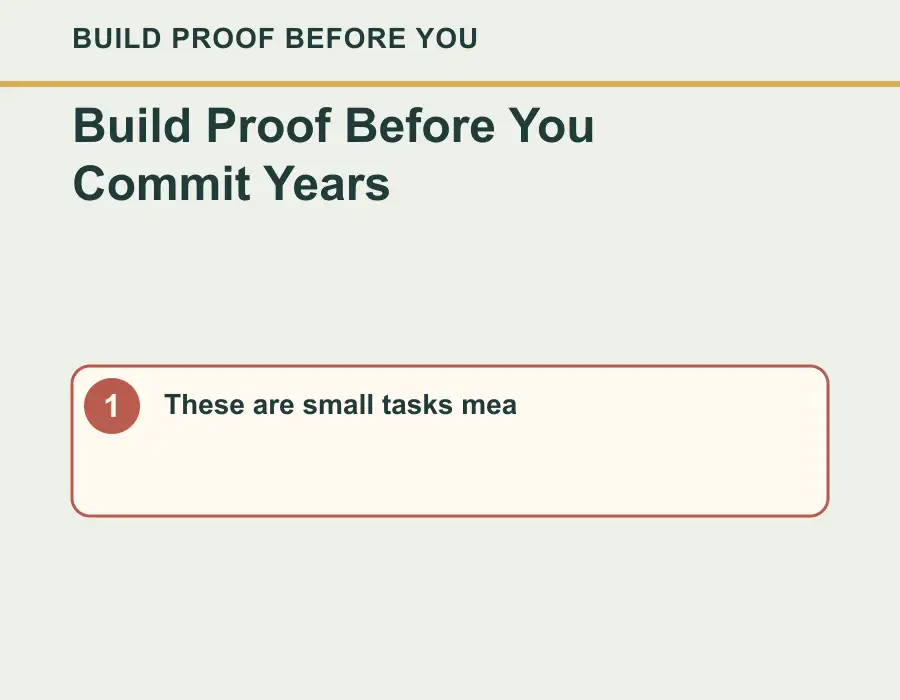 BUILD PROOF BEFORE YOU
Build Proof Before You
Commit Years
1
These are small tasks mea